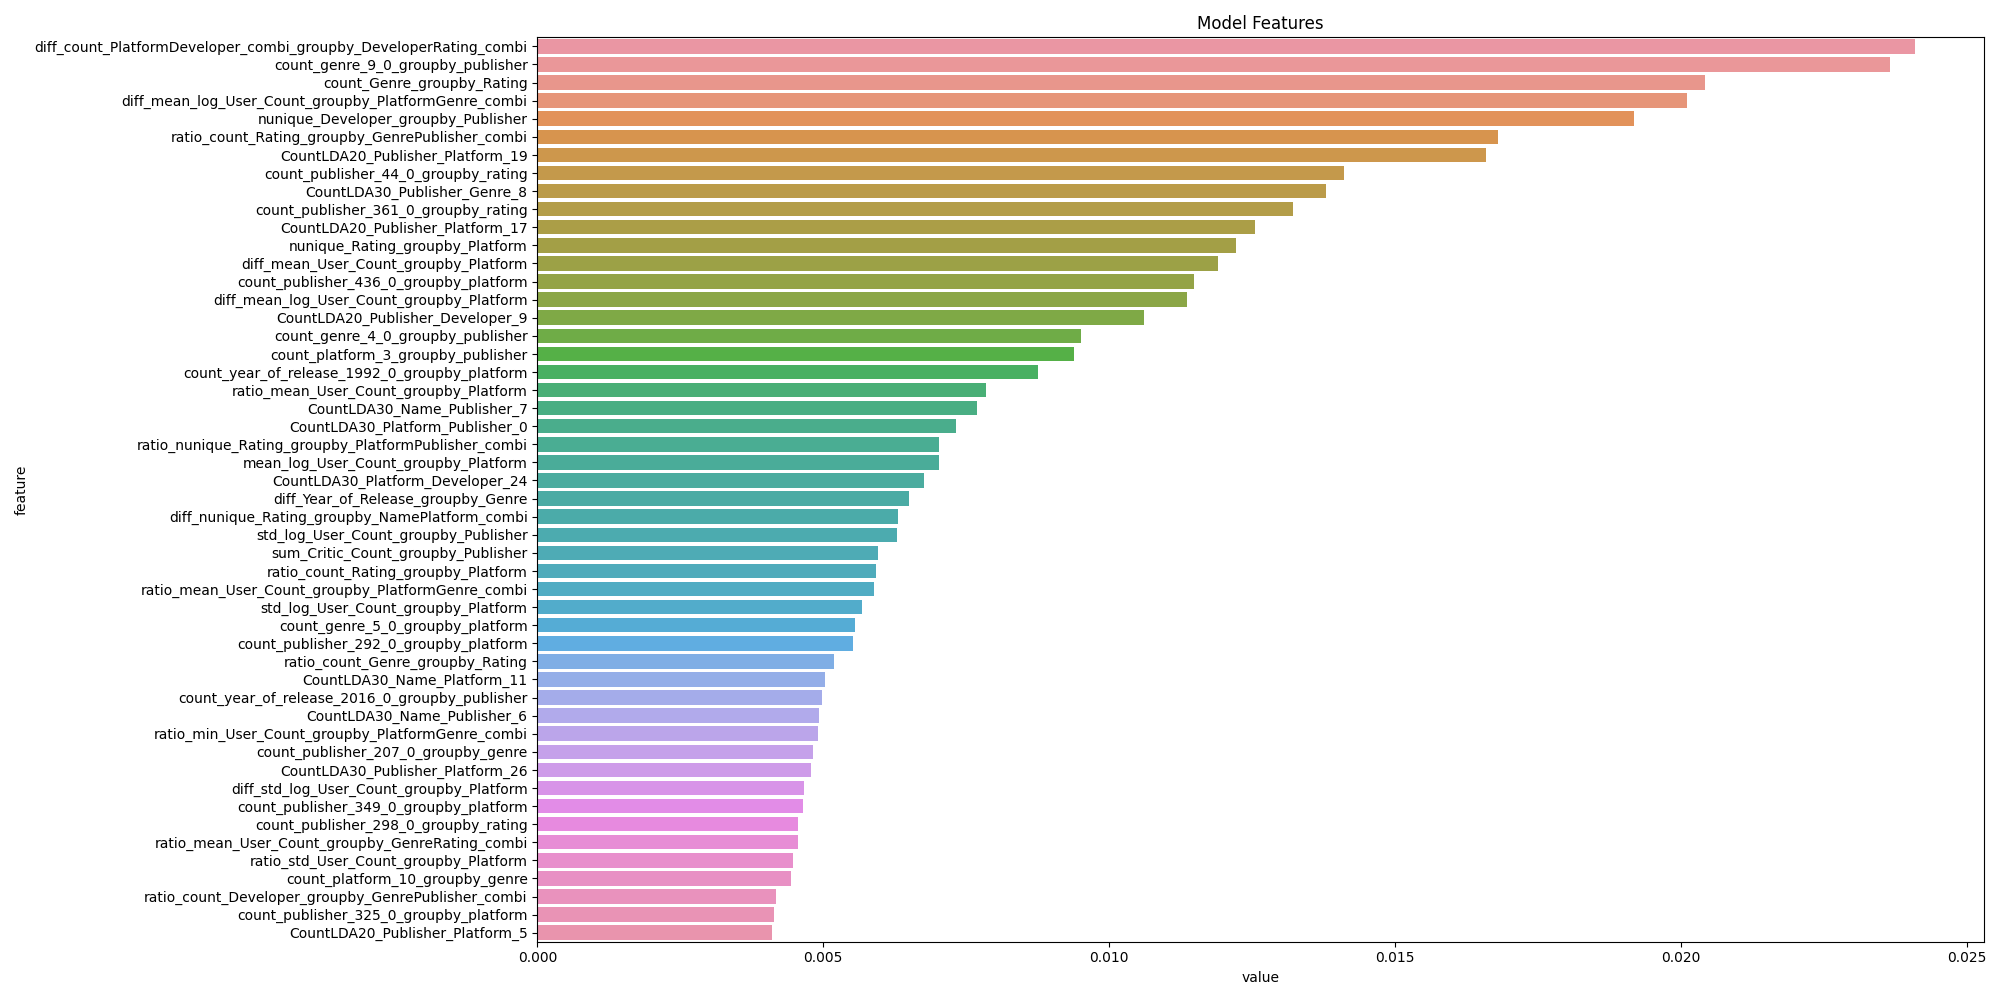 Model Features
diff_count_PlatformDeveloper_combi_groupby_DeveloperRating_combi
count_genre_9_0_groupby_publisher
count_Genre_groupby_Rating
diff_mean_log_User_Count_groupby_PlatformGenre_combi
nunique_Developer_groupby_Publisher
ratio_count_Rating_groupby_GenrePublisher_combi
CountLDA20_Publisher_Platform_19
count_publisher_44_0_groupby_rating
CountLDA30_Publisher_Genre_8
count_publisher_361_0_groupby_rating
CountLDA20_Publisher_Platform_17
nunique_Rating_groupby_Platform
diff_mean_User_Count_groupby_Platform
count_publisher_436_0_groupby_platform
diff_mean_log_User_Count_groupby_Platform
CountLDA20_Publisher_Developer_9
count_genre_4_0_groupby_publisher
count_platform_3_groupby_publisher
count_year_of_release_1992_0_groupby_platform
ratio_mean_User_Count_groupby_Platform
CountLDA30_Name_Publisher_7
CountLDA30_Platform_Publisher_0
ratio_nunique_Rating_groupby_PlatformPublisher_combi
mean_log_User_Count_groupby_Platform
CountLDA30_Platform_Developer_24
diff_Year_of_Release_groupby_Genre
diff_nunique_Rating_groupby_NamePlatform_combi
std_log_User_Count_groupby_Publisher
sum_Critic_Count_groupby_Publisher
ratio_count_Rating_groupby_Platform
ratio_mean_User_Count_groupby_PlatformGenre_combi
std_log_User_Count_groupby_Platform
count_genre_5_0_groupby_platform
count_publisher_292_0_groupby_platform
ratio_count_Genre_groupby_Rating
CountLDA30_Name_Platform_11
count_year_of_release_2016_0_groupby_publisher
CountLDA30_Name_Publisher_6
ratio_min_User_Count_groupby_PlatformGenre_combi
count_publisher_207_0_groupby_genre
CountLDA30_Publisher_Platform_26
diff_std_log_User_Count_groupby_Platform
count_publisher_349_0_groupby_platform
count_publisher_298_0_groupby_rating
ratio_mean_User_Count_groupby_GenreRating_combi
ratio_std_User_Count_groupby_Platform
count_platform_10_groupby_genre
ratio_count_Developer_groupby_GenrePublisher_combi
count_publisher_325_0_groupby_platform
CountLDA20_Publisher_Platform_5
feature
0.000 0.005 0.010 0.015 0.020 0.025
value